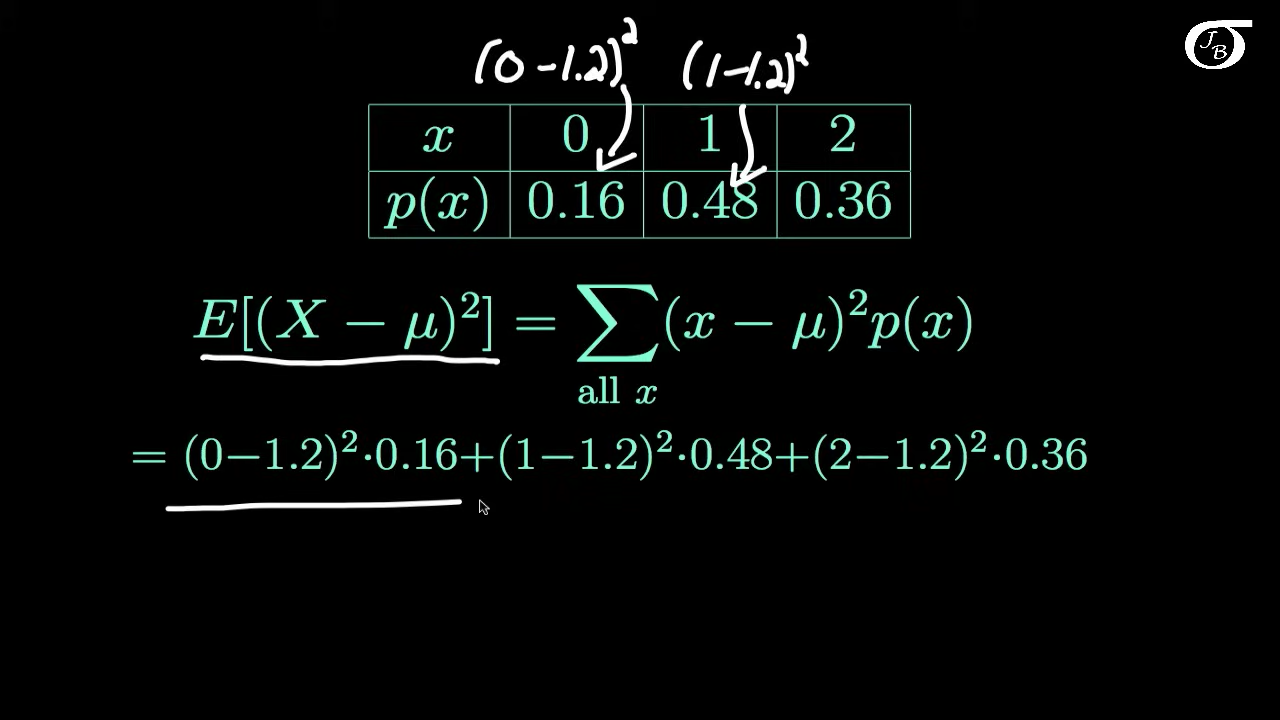 (0-1.2)² (1-1.2)²
JB
x 0 1 2
p(x) 0.16 0.48 0.36
E[(X − μ)²] = ∑ (x − μ)²p(x)
all x
= (0−1.2)²·0.16+(1−1.2)²·0.48+(2−1.2)²·0.36